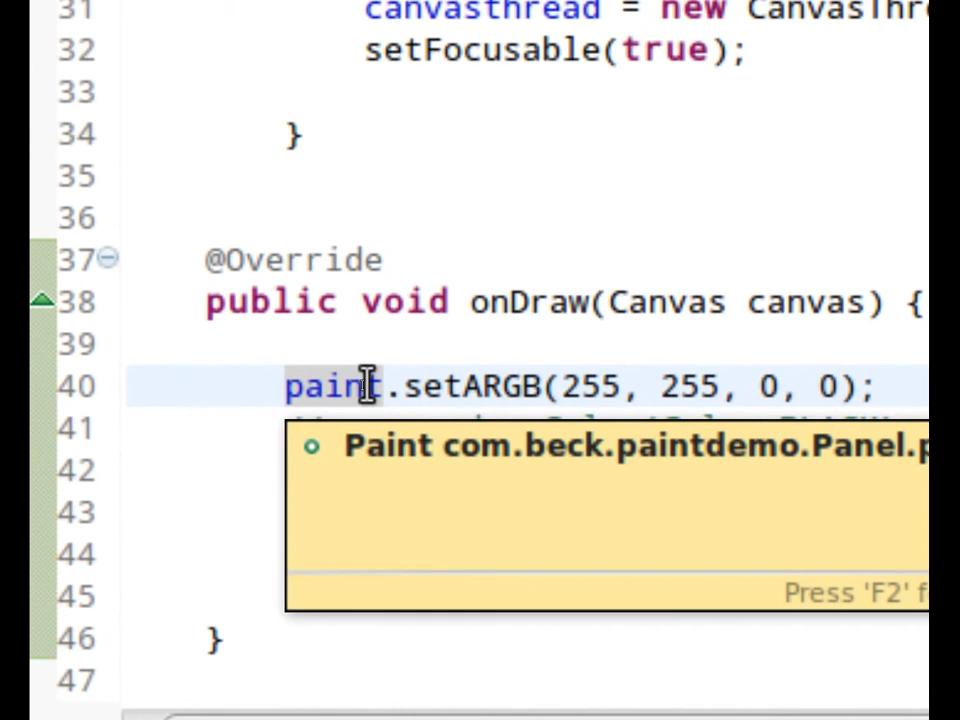 31 canvasthread = new CanvasThr
32 setFocusable(true);
33
34 }
35
36
37 @Override
38 public void onDraw(Canvas canvas) {
39
40 paint.setARGB(255, 255, 0, 0);
41
Paint com.beck.paintdemo.Panel.p
42
43
44
45
Press 'F2' f
46 }
47